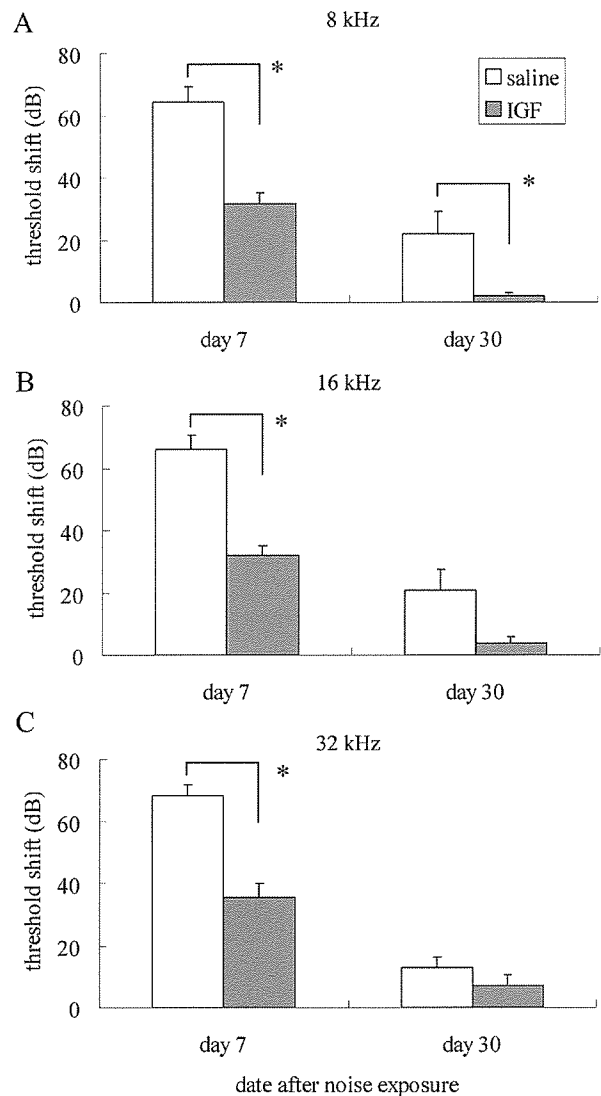 A
8 kHz
threshold shift (dB)
80
60
40
20
0
*
*
saline
IGF
day 7
day 30
B
16 kHz
threshold shift (dB)
80
60
40
20
0
*
day 7
day 30
C
32 kHz
threshold shift (dB)
80
60
40
20
0
*
day 7
day 30
date after noise exposure